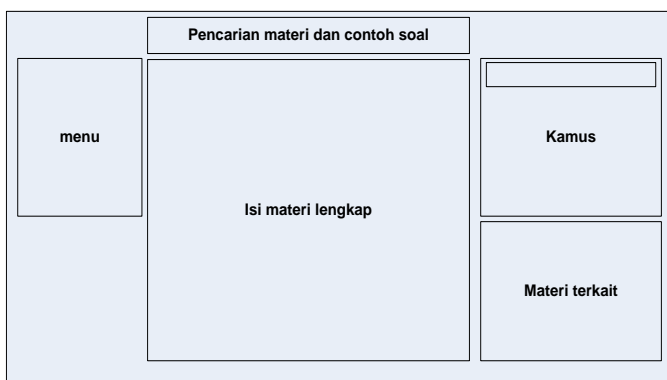 Pencarian materi dan contoh soal
menu
Isi materi lengkap
Kamus
Materi terkait